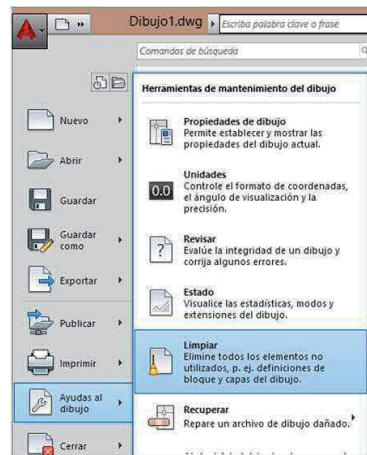 Dibujo1.dwg
Escriba palabra clave o frase
Comandos de búsqueda
Herramientas de mantenimiento del dibujo
Nuevo
Abrir
Guardar
Guardar
como
Exportar
Publicar
Imprimir
Ayudas al
dibujo
Cerrar
Propiedades de dibujo
Permite establecer y mostrar las
propiedades del dibujo actual.
0.0
Unidades
Controle el formato de coordenadas,
el ángulo de visualización y la
precisión.
Revisar
Evalúe la integridad de un dibujo y
corrija algunos errores.
Estado
Visualice las estadísticas, modos y
extensiones del dibujo.
Limpiar
Elimine todos los elementos no
utilizados, p. ej. definiciones de
bloque y capas del dibujo.
Recuperar
Repare un archivo de dibujo dañado.